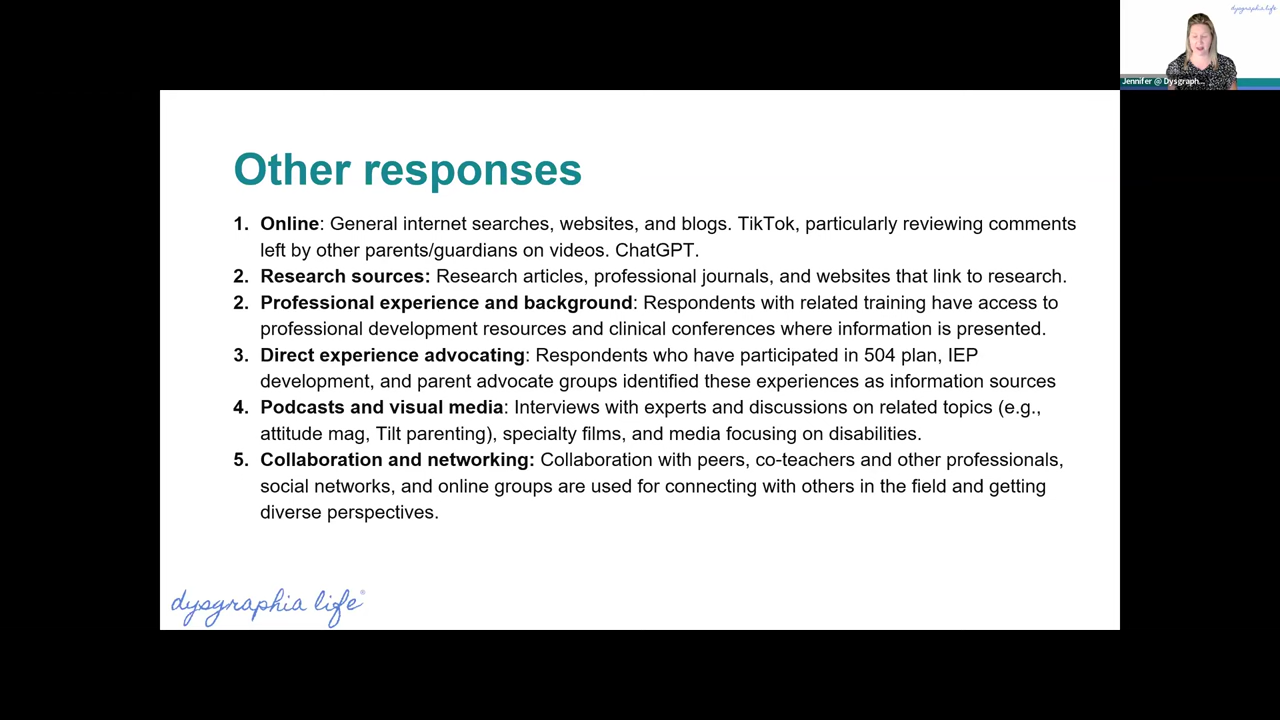 dysgraphia life
Jennifer @ Dysgraph...
Other responses
1. Online: General internet searches, websites, and blogs. TikTok, particularly reviewing comments
left by other parents/guardians on videos. ChatGPT.
2. Research sources: Research articles, professional journals, and websites that link to research.
2. Professional experience and background: Respondents with related training have access to
professional development resources and clinical conferences where information is presented.
3. Direct experience advocating: Respondents who have participated in 504 plan, IEP
development, and parent advocate groups identified these experiences as information sources
4. Podcasts and visual media: Interviews with experts and discussions on related topics (e.g.,
attitude mag, Tilt parenting), specialty films, and media focusing on disabilities.
5. Collaboration and networking: Collaboration with peers, co-teachers and other professionals,
social networks, and online groups are used for connecting with others in the field and getting
diverse perspectives.
dysgraphia life®